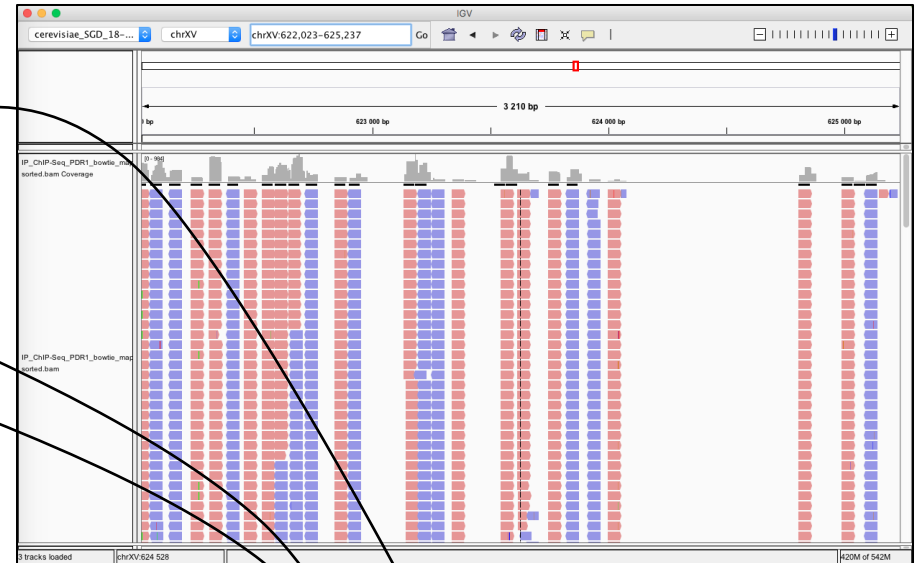 IGV
cerevisiae_SGD_18-... chrXV chrXV:622,023-625,237 Go
3 210 bp
bp 623 000 bp 624 000 bp 625 000 bp
IP_ChIP-Seq_PDR1_bowtie_map
sorted.bam Coverage
[0 - 984]
IP_ChIP-Seq_PDR1_bowtie_map
sorted.bam
3 tracks loaded chrXV:624 528 420M of 542M